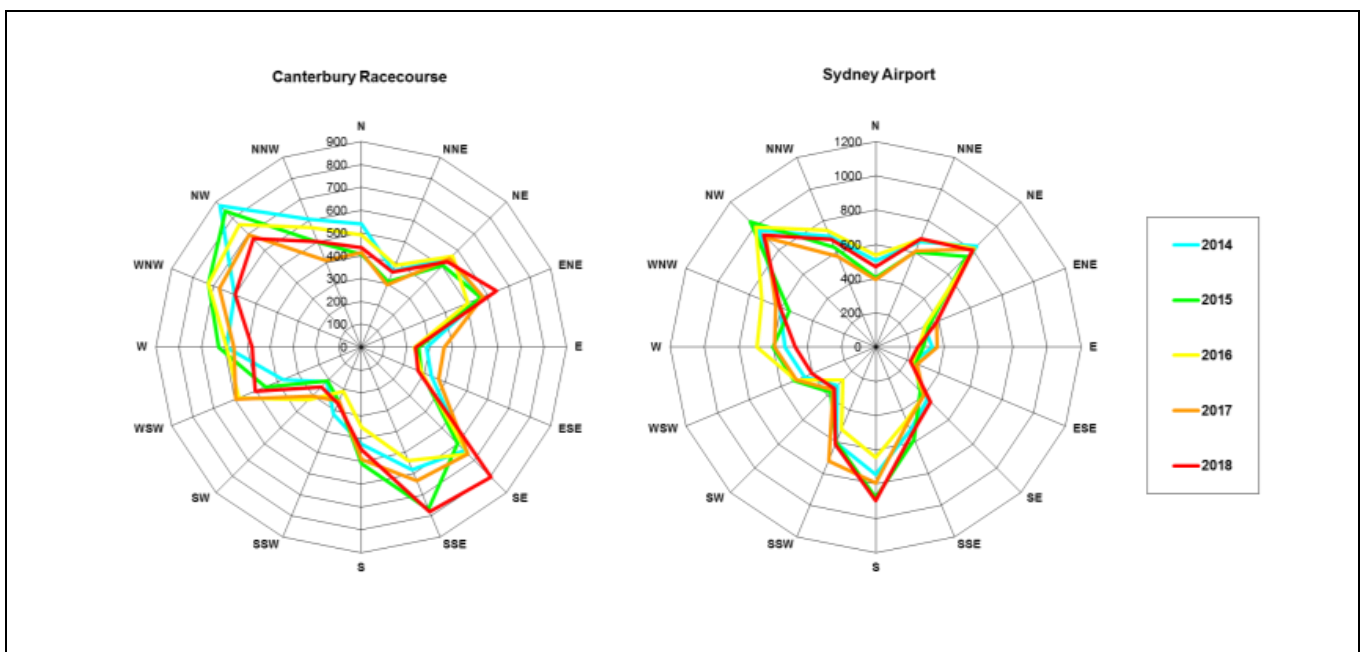 Canterbury Racecourse
N
NNE
NE
ENE
E
ESE
SE
SSE
S
SSW
SW
WSW
W
WNW
NW
NNW
900
800
700
600
500
400
300
200
100
0
Sydney Airport
N
NNE
NE
ENE
E
ESE
SE
SSE
S
SSW
SW
WSW
W
WNW
NW
NNW
1200
1000
800
600
400
200
0
2014
2015
2016
2017
2018